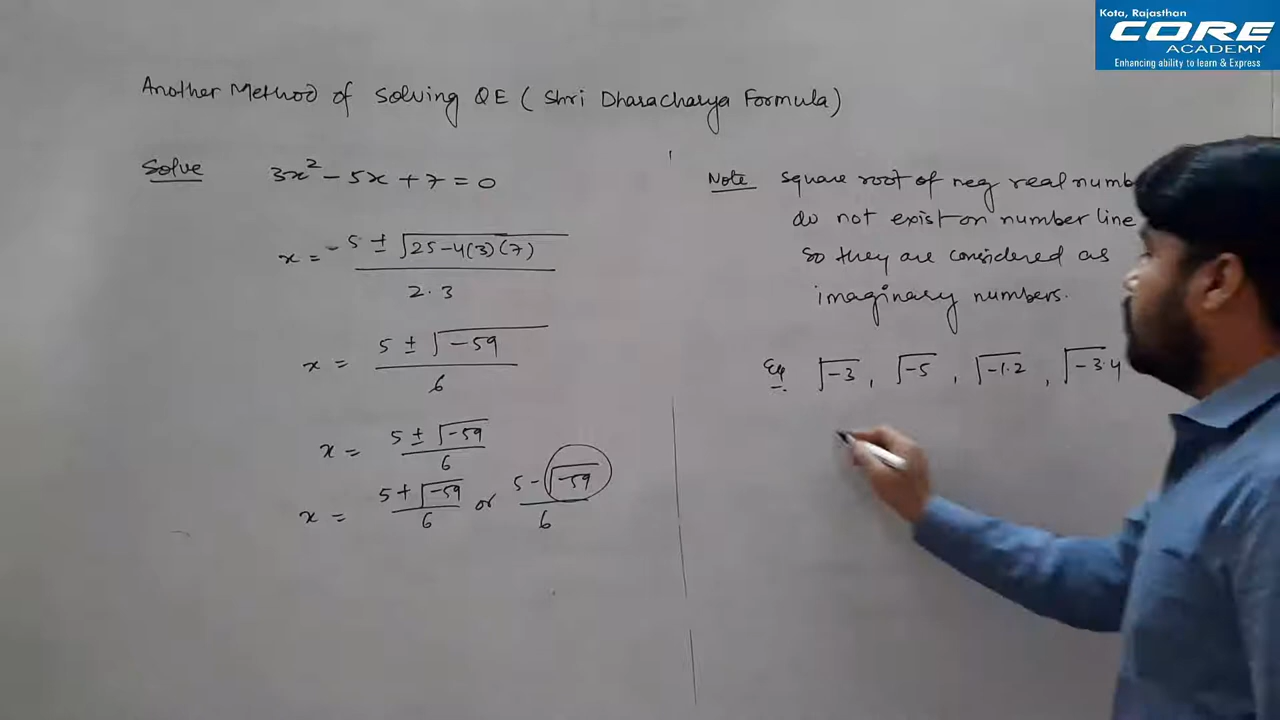 Kota, Rajasthan
CORE
ACADEMY
Enhancing ability to learn & Express
Another Method of Solving QE ( Shri Dharacharya Formula)
Solve 3x² - 5x + 7 = 0
x = - 5 ± √25-4(3)(7)
2.3
x = 5 ± √-59
6
x = 5 ± √-59
6
x = 5+√-59 or 5-√-59
6 6
Note Square root of neg real numb
do not exist on number line
so they are considered as
imaginary numbers.
Eg √-3 , √-5 , √-1.2 , √-3.4